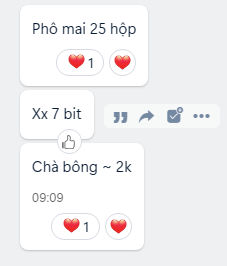 Phô mai 25 hộp
1
Xx 7 bit
Chà bông ~ 2k
09:09
1